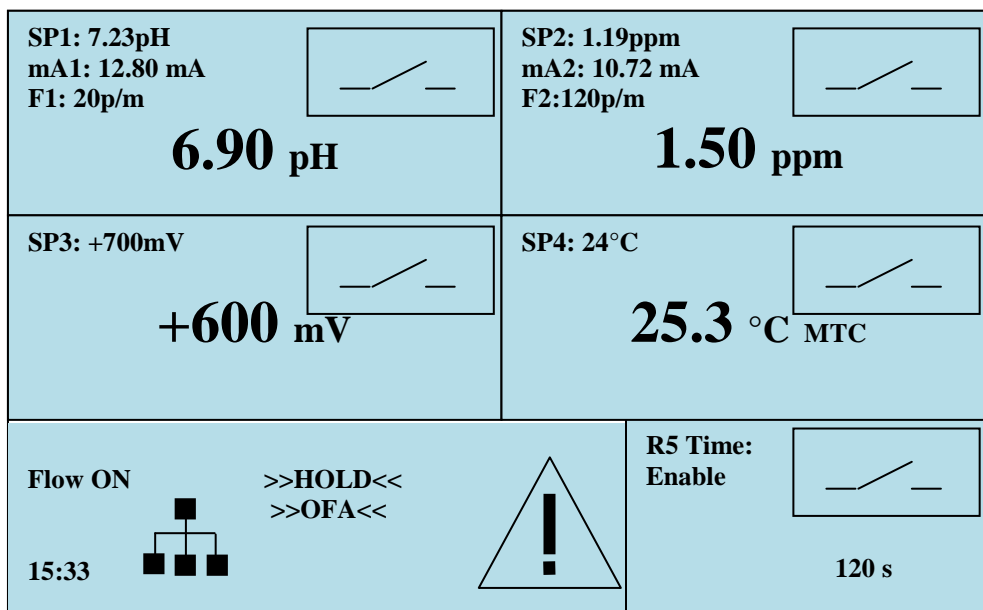 SP1: 7.23pH
mA1: 12.80 mA
F1: 20p/m
6.90 pH
SP2: 1.19ppm
mA2: 10.72 mA
F2:120p/m
1.50 ppm
SP3: +700mV
+600 mV
SP4: 24°C
25.3 °C MTC
Flow ON
>>HOLD<<
>>OFA<<
15:33
!
R5 Time:
Enable
120 s